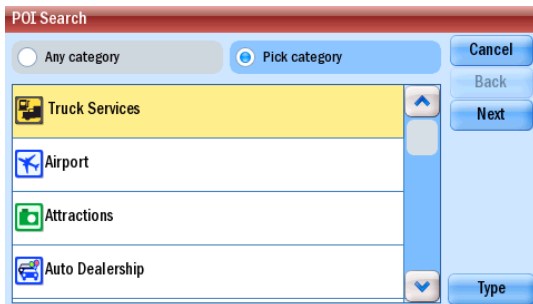 POI Search
Any category
Pick category
Cancel
Back
Next
Truck Services
Airport
Attractions
Auto Dealership
Type